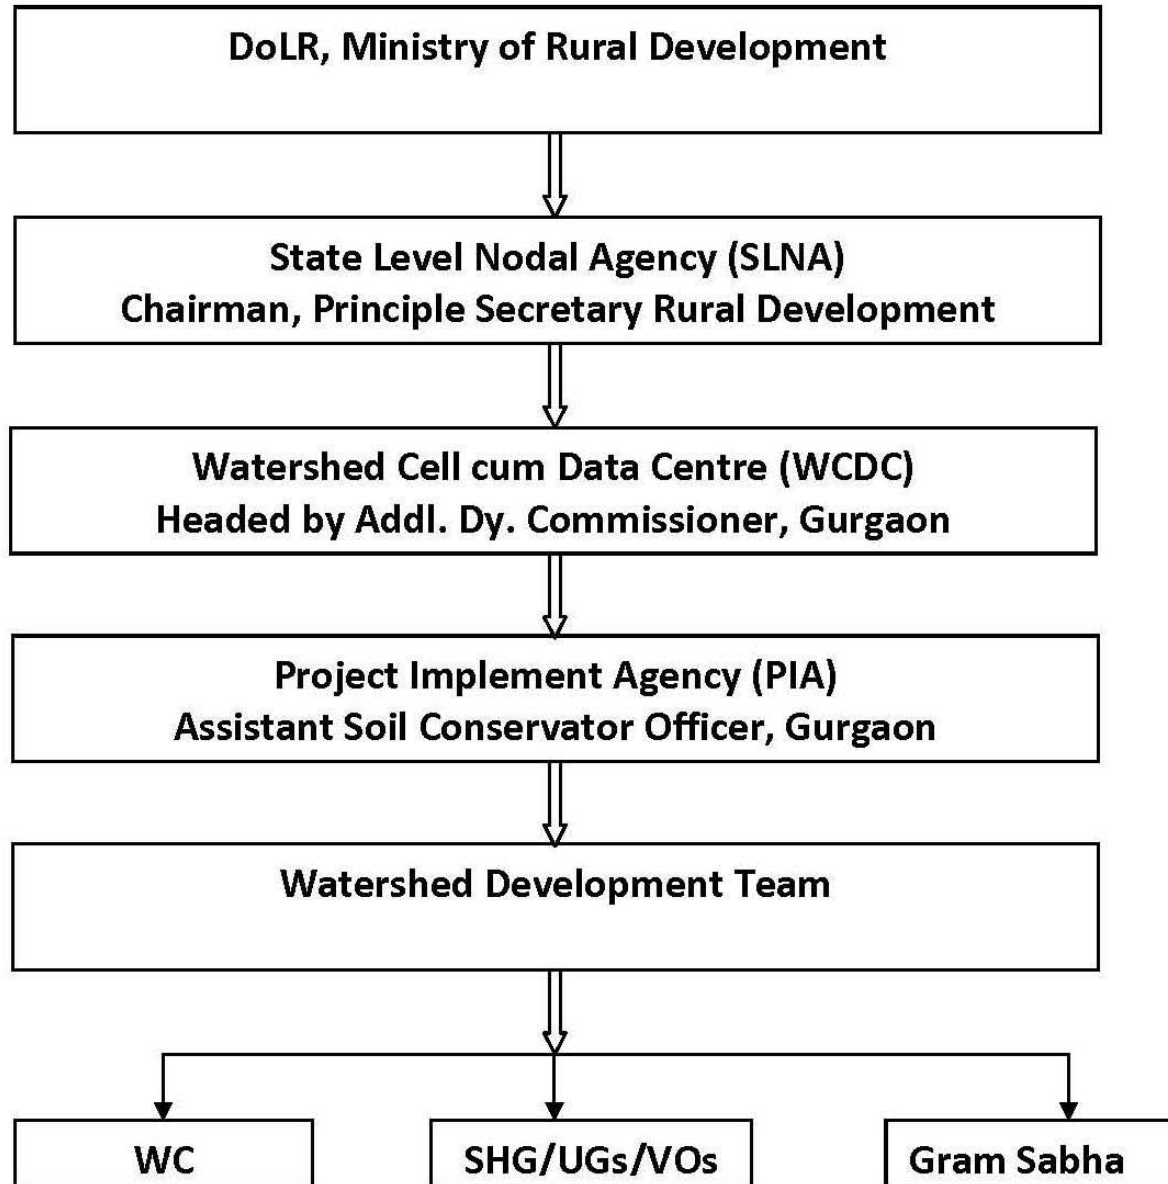 DoLR, Ministry of Rural Development
State Level Nodal Agency (SLNA)
Chairman, Principle Secretary Rural Development
Watershed Cell cum Data Centre (WCDC)
Headed by Addl. Dy. Commissioner, Gurgaon
Project Implement Agency (PIA)
Assistant Soil Conservator Officer, Gurgaon
Watershed Development Team
WC
SHG/UGs/VOs
Gram Sabha